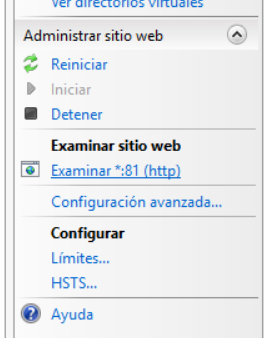 Ver directorios virtuales
Administrar sitio web
Reiniciar
Iniciar
Detener
Examinar sitio web
Examinar *:81 (http)
Configuración avanzada...
Configurar
Límites...
HSTS...
Ayuda